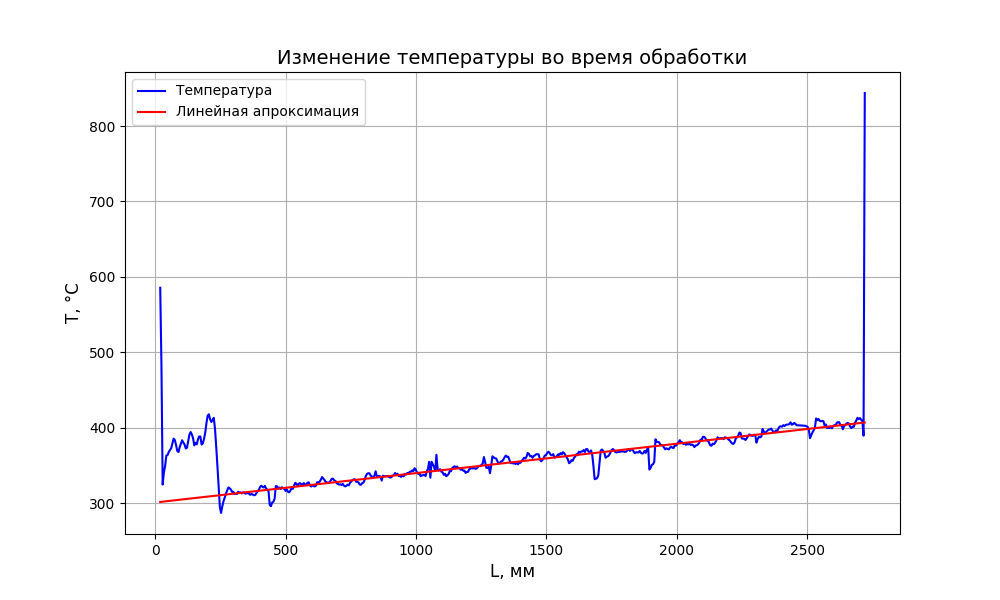 Изменение температуры во время обработки
Температура
Линейная апроксимация
T, °C
800
700
600
500
400
300
0
500
1000
1500
2000
2500
L, мм